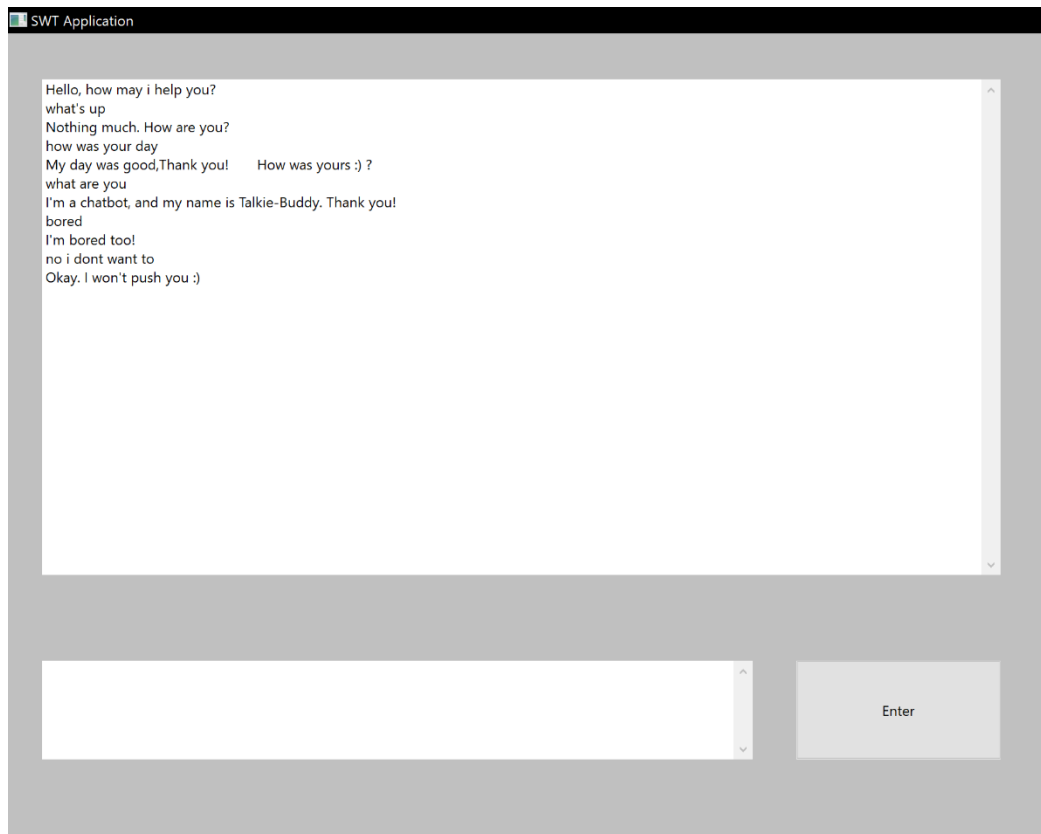 SWT Application
Hello, how may i help you?
what's up
Nothing much. How are you?
how was your day
My day was good,Thank you!       How was yours :) ?
what are you
I'm a chatbot, and my name is Talkie-Buddy. Thank you!
bored
I'm bored too!
no i dont want to
Okay. I won't push you :)
Enter